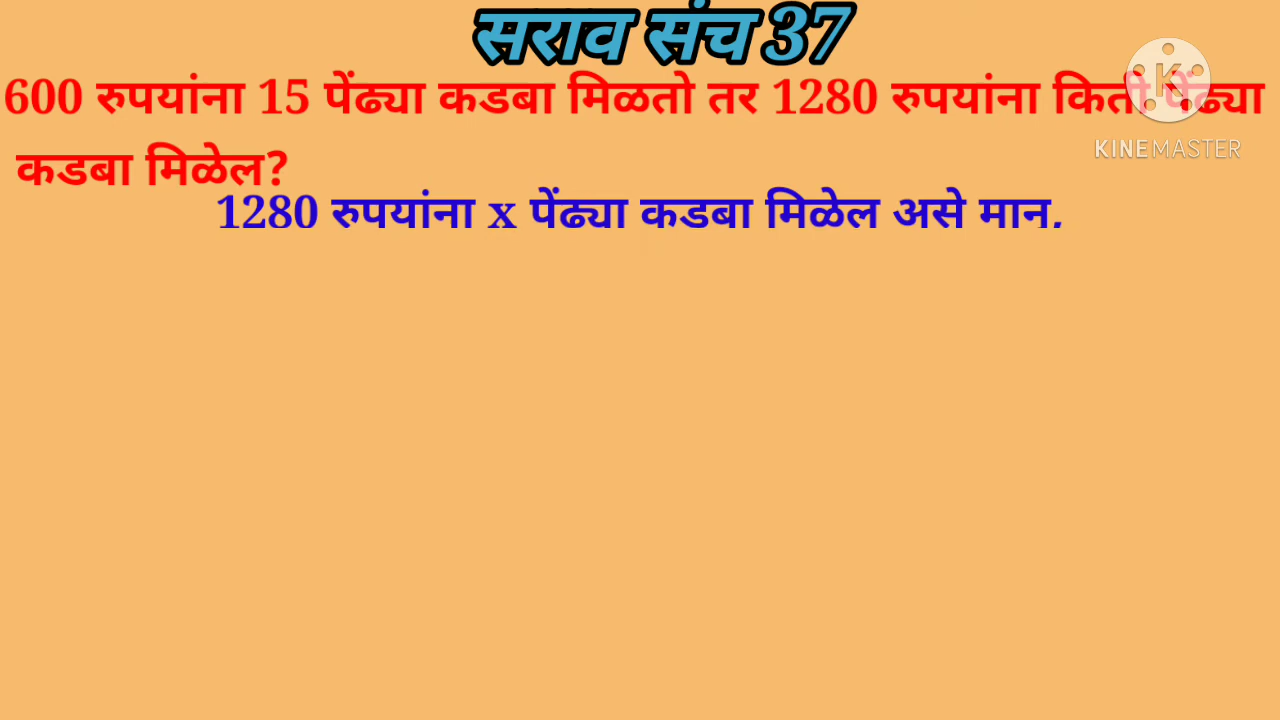 सराव संच 37
600 रुपयांना 15 पेंढ्या कडबा मिळतो तर 1280 रुपयांना किती पेंढ्या
कडबा मिळेल?
KINEMASTER
1280 रुपयांना x पेंढ्या कडबा मिळेल असे मानू.